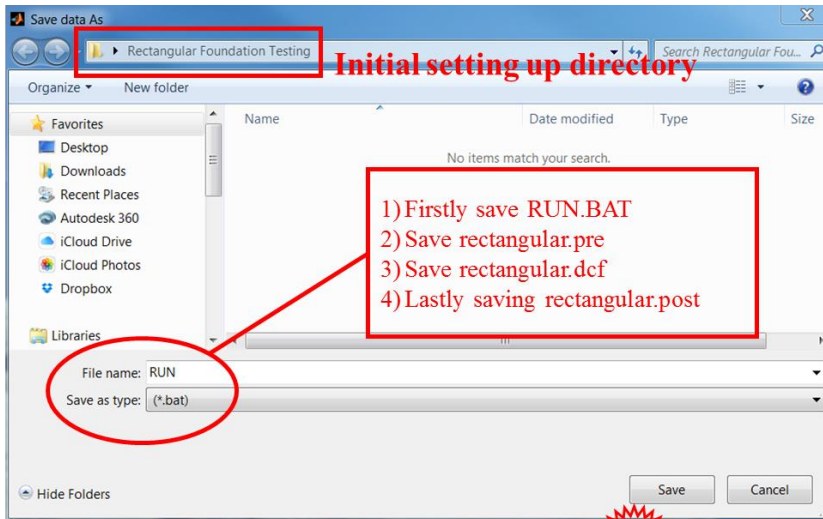 Save data As
Rectangular Foundation Testing
Search Rectangular Fou...
Initial setting up directory
Organize
New folder
Favorites
Desktop
Downloads
Recent Places
Autodesk 360
iCloud Drive
iCloud Photos
Dropbox
Libraries
Name
Date modified
Type
Size
No items match your search.
1) Firstly save RUN.BAT
2) Save rectangular.pre
3) Save rectangular.dcf
4) Lastly saving rectangular.post
File name: RUN
Save as type: (*.bat)
Hide Folders
Save
Cancel